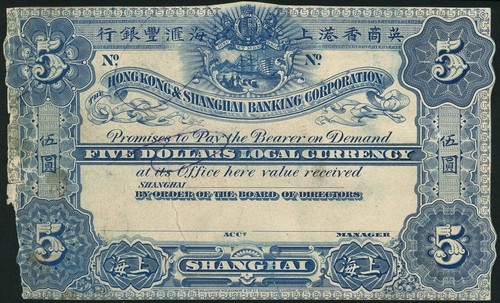 行銀豐滙海 上港香商英
5 5
Nº Nº
THE HONGKONG & SHANGHAI BANKING CORPORATION
Promises to Pay the Bearer on Demand
伍圓 FIVE DOLLARS LOCAL CURRENCY 伍圓
at its Office here value received
SHANGHAI
BY ORDER OF THE BOARD OF DIRECTORS
ACCT MANAGER
5 上海 SHANGHAI 上海 5